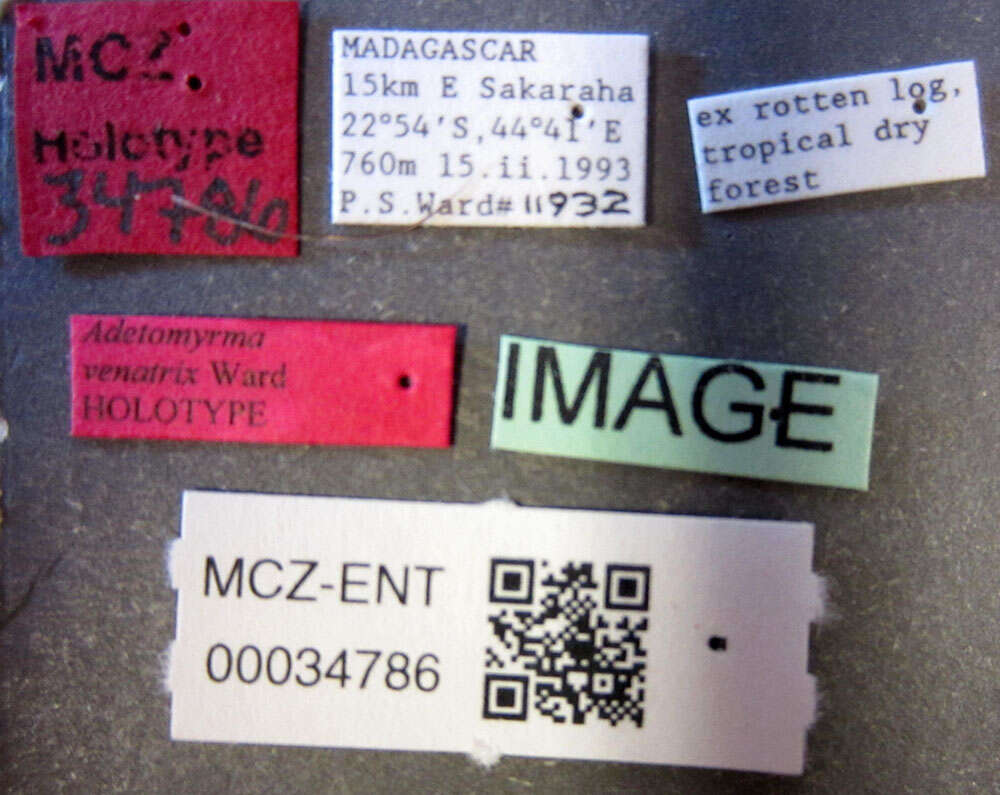 MCZ
Holotype
34786
MADAGASCAR
15km E Sakaraha
22°54'S,44°41'E
760m 15.ii.1993
P.S.Ward#11932
ex rotten log,
tropical dry
forest
Adetomyrma
venatrix Ward
HOLOTYPE
IMAGE
MCZ-ENT
00034786